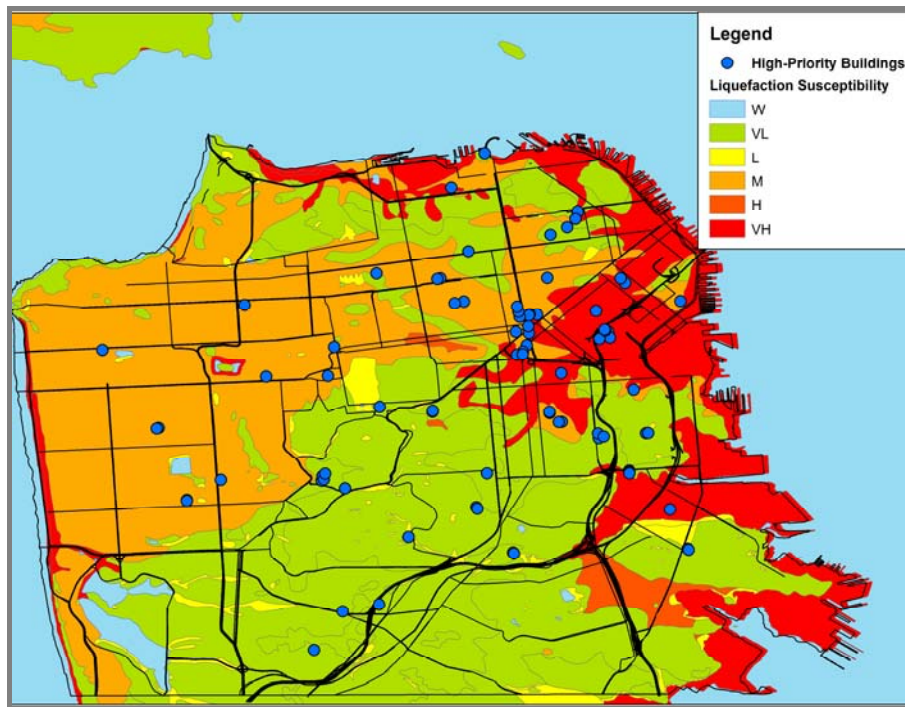 Legend
High-Priority Buildings
Liquefaction Susceptibility
W
VL
L
M
H
VH